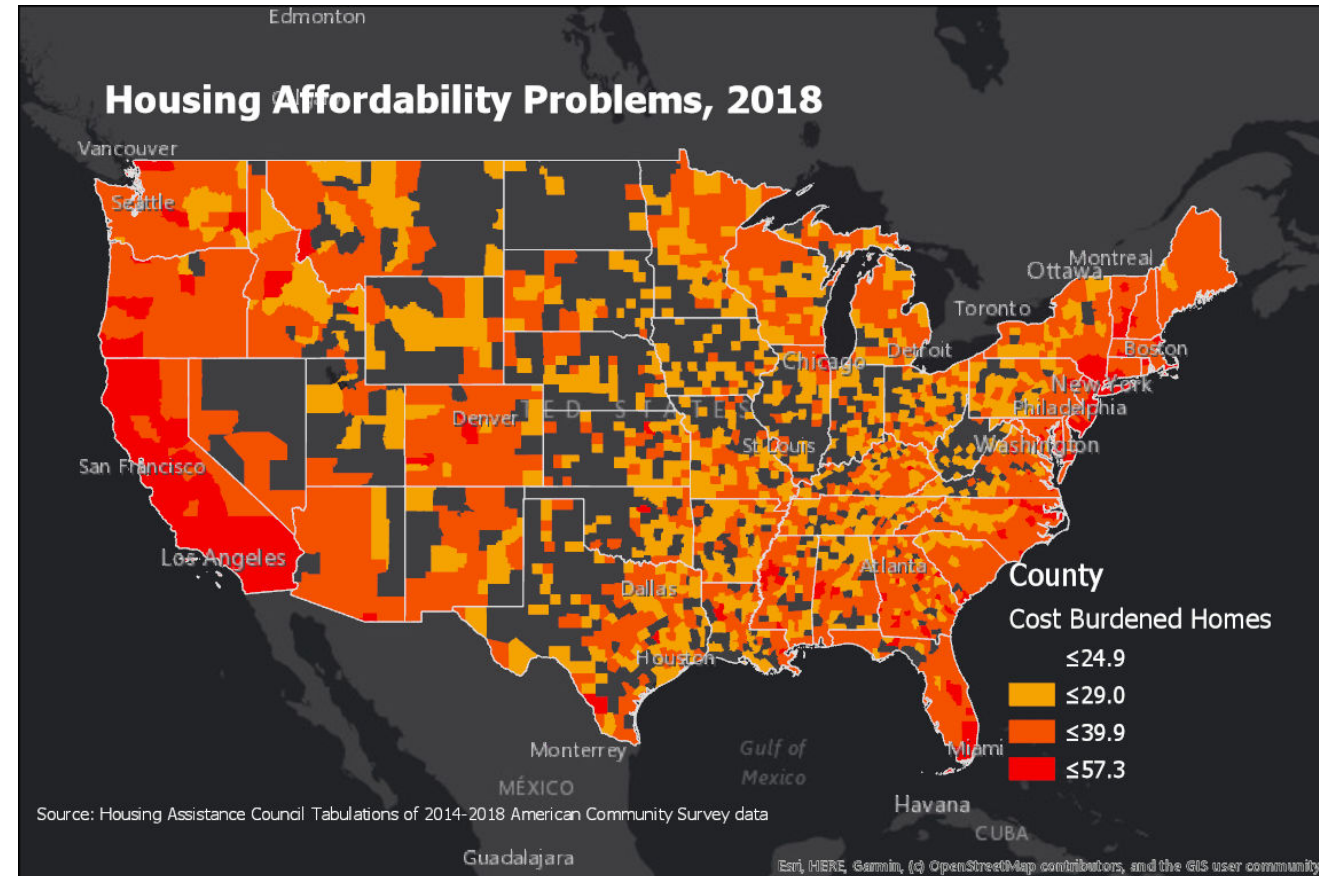 Edmonton
Housing Affordability Problems, 2018
Vancouver
Seattle
Montreal
Ottawa
Toronto
Boston
Detroit
Chicago
New York
Denver
TED STATES
Philadelphia
St Louis
Washington
San Francisco
Los Angeles
Atlanta
Dallas
County
Cost Burdened Homes
Houston
≤24.9
≤29.0
≤39.9
≤57.3
Monterrey
Gulf of
Mexico
Miami
MÉXICO
Havana
Source: Housing Assistance Council Tabulations of 2014-2018 American Community Survey data
CUBA
Guadalajara
Esri, HERE, Garmin, (c) OpenStreetMap contributors, and the GIS user community